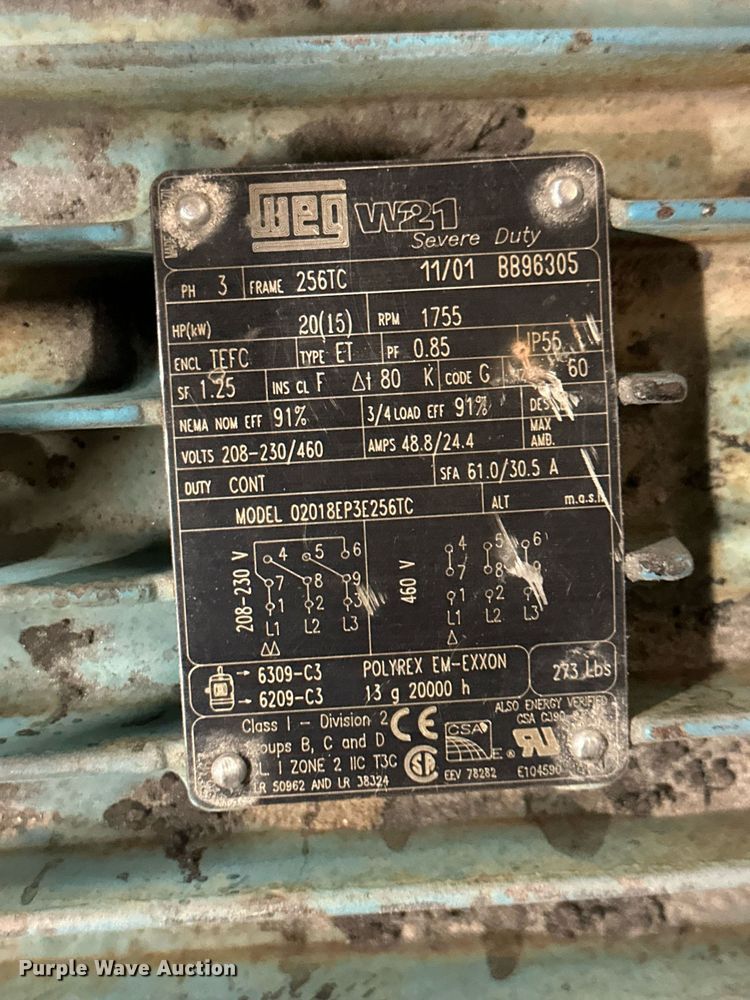 WEG W21
Severe Duty
PH 3 FRAME 256TC 11/01 BB96305
HP(kW) 20(15) RPM 1755
ENCL TEFC TYPE ET PF 0.85 IP55
SF 1.25 INS CL F Δt 80 K CODE G 60
NEMA NOM EFF 91% 3/4 LOAD EFF 91%
MAX
AMB.
VOLTS 208-230/460 AMPS 48.8/24.4
DUTY CONT SFA 61.0/30.5 A
MODEL 02018EP3E256TC ALT
208-230 V 460 V
4 5 6 4 5 6
7 8 9 7 8 9
1 2 3 1 2
L1 L2 L3 L1 L2 L3
ΔΔ Δ
6309-C3 POLYREX EM-EXXON 273 Lbs
6209-C3 13 g 20000 h
Class I - Division 2 CE ALSO ENERGY VERIFIED
B, C and D CSA
I ZONE 2 IIC T3C
LR 50962 AND LR 38324 EEV 78282
Purple Wave Auction